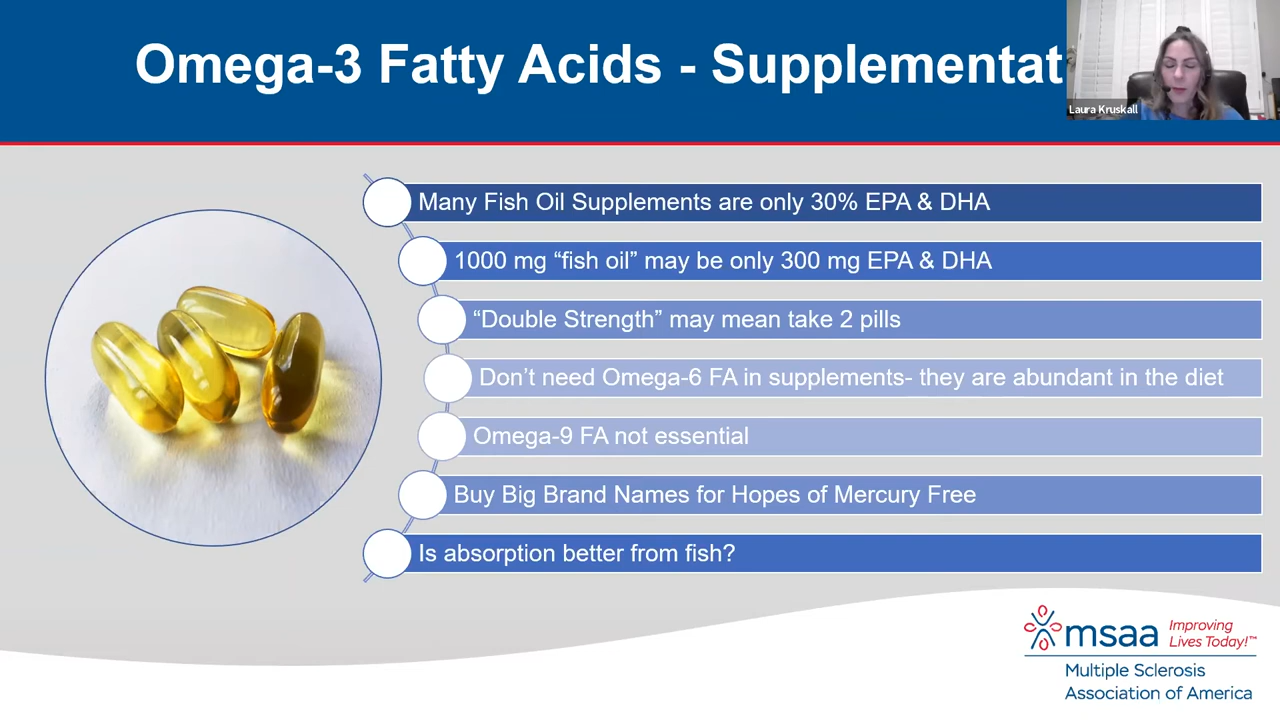 Omega-3 Fatty Acids - Supplementat
Laura Kruskall
Many Fish Oil Supplements are only 30% EPA & DHA
1000 mg “fish oil” may be only 300 mg EPA & DHA
“Double Strength” may mean take 2 pills
Don’t need Omega-6 FA in supplements- they are abundant in the diet
Omega-9 FA not essential
Buy Big Brand Names for Hopes of Mercury Free
Is absorption better from fish?
msaa
Improving
Lives Today!™
Multiple Sclerosis
Association of America